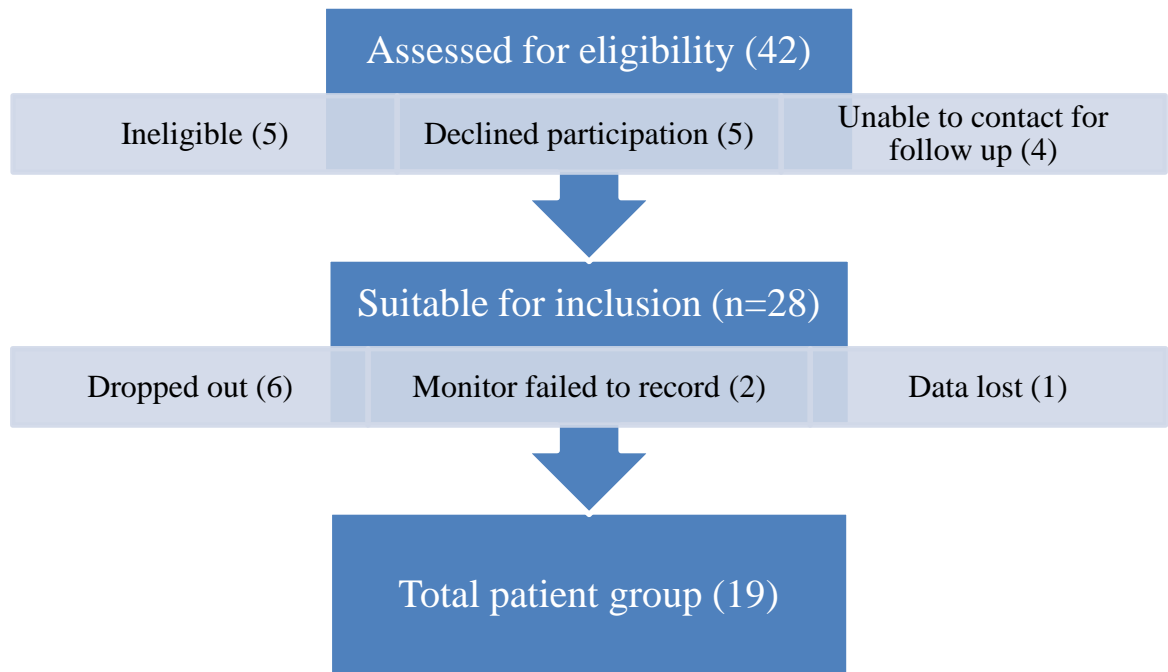 Assessed for eligibility (42)
Ineligible (5)
Declined participation (5)
Unable to contact for
follow up (4)
Suitable for inclusion (n=28)
Dropped out (6)
Monitor failed to record (2)
Data lost (1)
Total patient group (19)